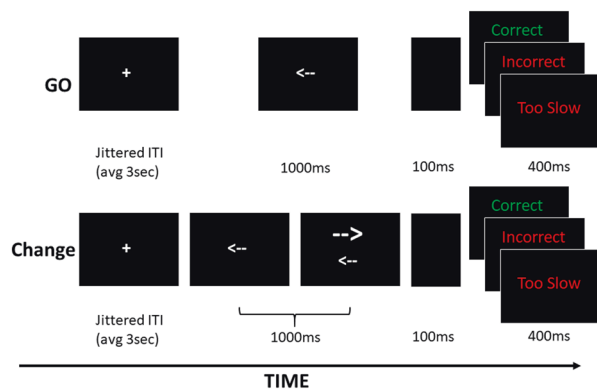 GO
+
<--
Correct
Incorrect
Too Slow
Jittered ITI
(avg 3sec)
1000ms
100ms
400ms
Change
+
<--
-->
<--
Correct
Incorrect
Too Slow
Jittered ITI
(avg 3sec)
1000ms
100ms
400ms
TIME